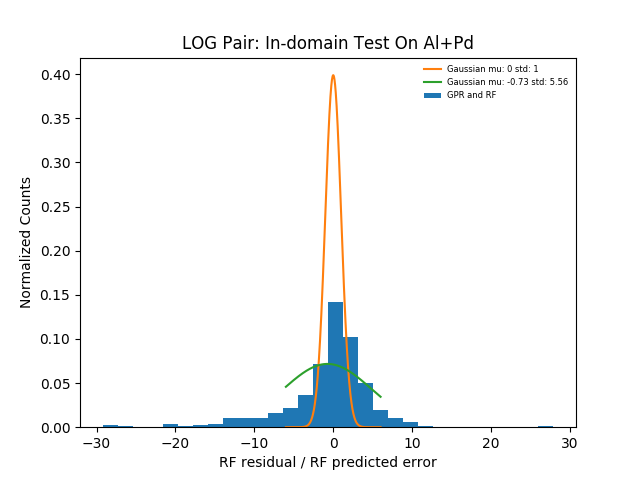 LOG Pair: In-domain Test On Al+Pd
Gaussian mu: 0 std: 1
Gaussian mu: -0.73 std: 5.56
GPR and RF
Normalized Counts
0.40
0.35
0.30
0.25
0.20
0.15
0.10
0.05
0.00
−30 −20 −10 0 10 20 30
RF residual / RF predicted error